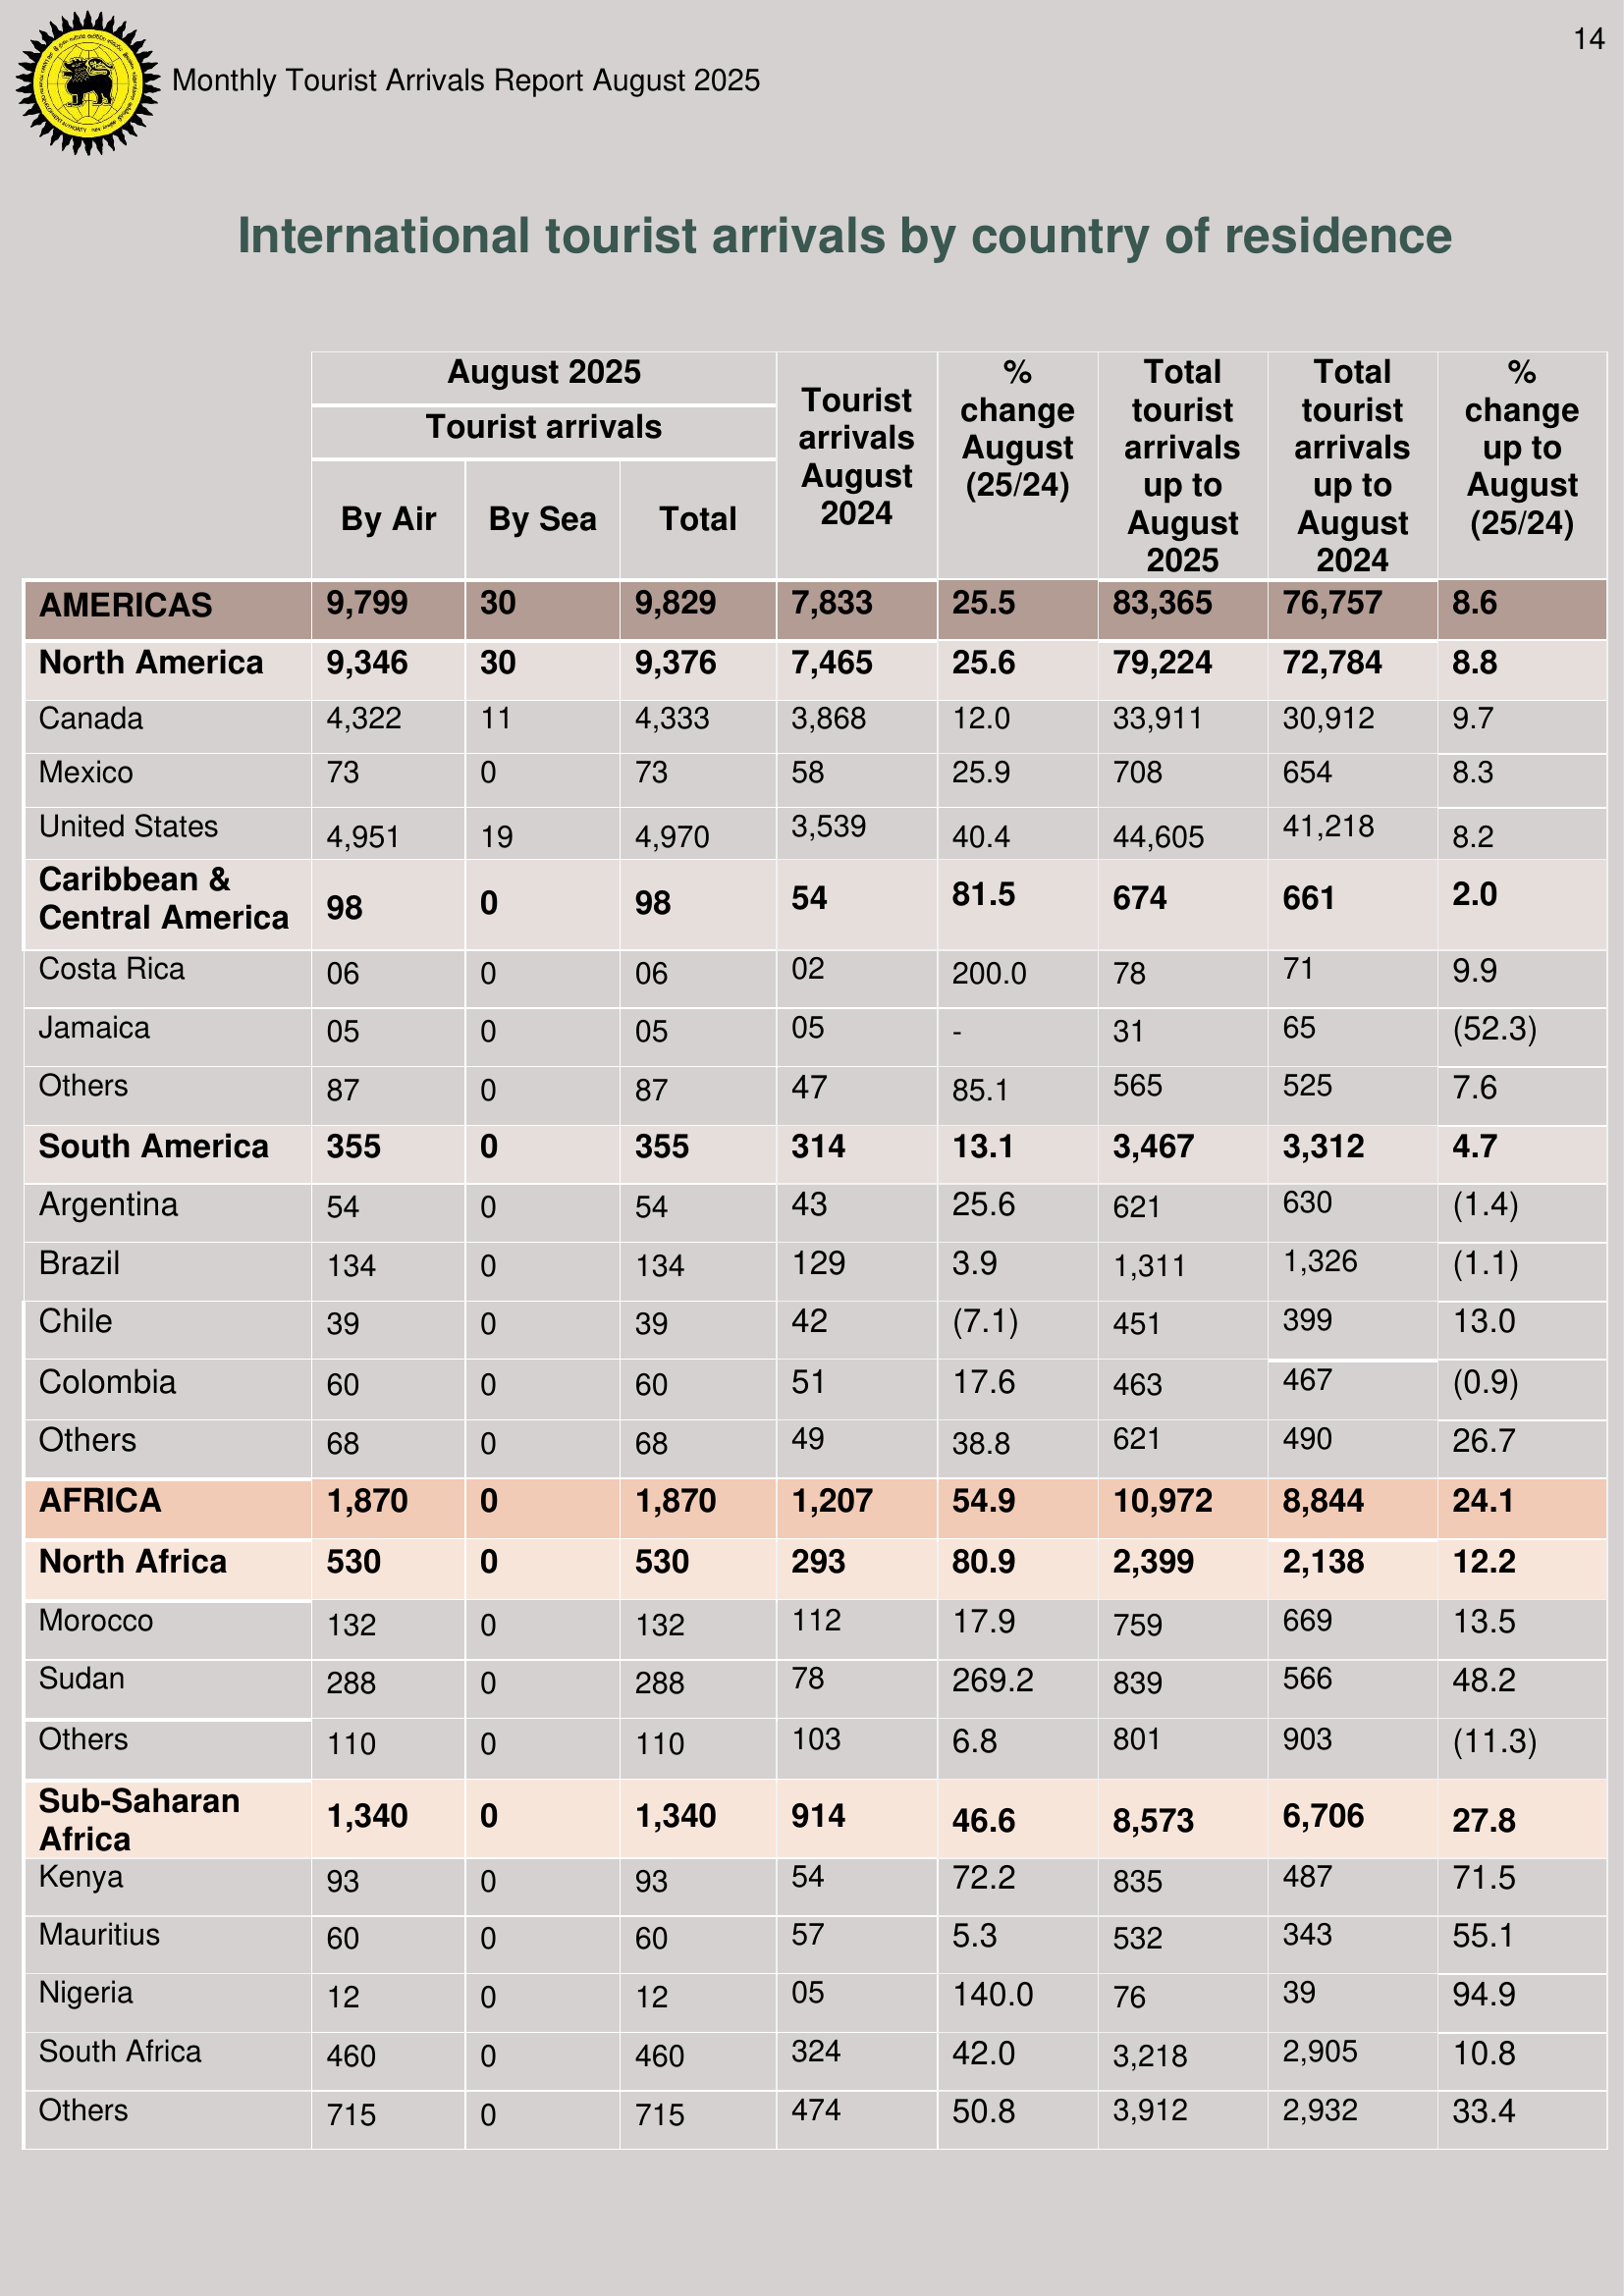 14
Monthly Tourist Arrivals Report August 2025
International tourist arrivals by country of residence
August 2025
Tourist arrivals
By Air By Sea Total
Tourist arrivals August 2024
% change August (25/24)
Total tourist arrivals up to August 2025
Total tourist arrivals up to August 2024
% change up to August (25/24)
AMERICAS 9,799 30 9,829 7,833 25.5 83,365 76,757 8.6
North America 9,346 30 9,376 7,465 25.6 79,224 72,784 8.8
Canada 4,322 11 4,333 3,868 12.0 33,911 30,912 9.7
Mexico 73 0 73 58 25.9 708 654 8.3
United States 4,951 19 4,970 3,539 40.4 44,605 41,218 8.2
Caribbean & Central America 98 0 98 54 81.5 674 661 2.0
Costa Rica 06 0 06 02 200.0 78 71 9.9
Jamaica 05 0 05 05 - 31 65 (52.3)
Others 87 0 87 47 85.1 565 525 7.6
South America 355 0 355 314 13.1 3,467 3,312 4.7
Argentina 54 0 54 43 25.6 621 630 (1.4)
Brazil 134 0 134 129 3.9 1,311 1,326 (1.1)
Chile 39 0 39 42 (7.1) 451 399 13.0
Colombia 60 0 60 51 17.6 463 467 (0.9)
Others 68 0 68 49 38.8 621 490 26.7
AFRICA 1,870 0 1,870 1,207 54.9 10,972 8,844 24.1
North Africa 530 0 530 293 80.9 2,399 2,138 12.2
Morocco 132 0 132 112 17.9 759 669 13.5
Sudan 288 0 288 78 269.2 839 566 48.2
Others 110 0 110 103 6.8 801 903 (11.3)
Sub-Saharan Africa 1,340 0 1,340 914 46.6 8,573 6,706 27.8
Kenya 93 0 93 54 72.2 835 487 71.5
Mauritius 60 0 60 57 5.3 532 343 55.1
Nigeria 12 0 12 05 140.0 76 39 94.9
South Africa 460 0 460 324 42.0 3,218 2,905 10.8
Others 715 0 715 474 50.8 3,912 2,932 33.4